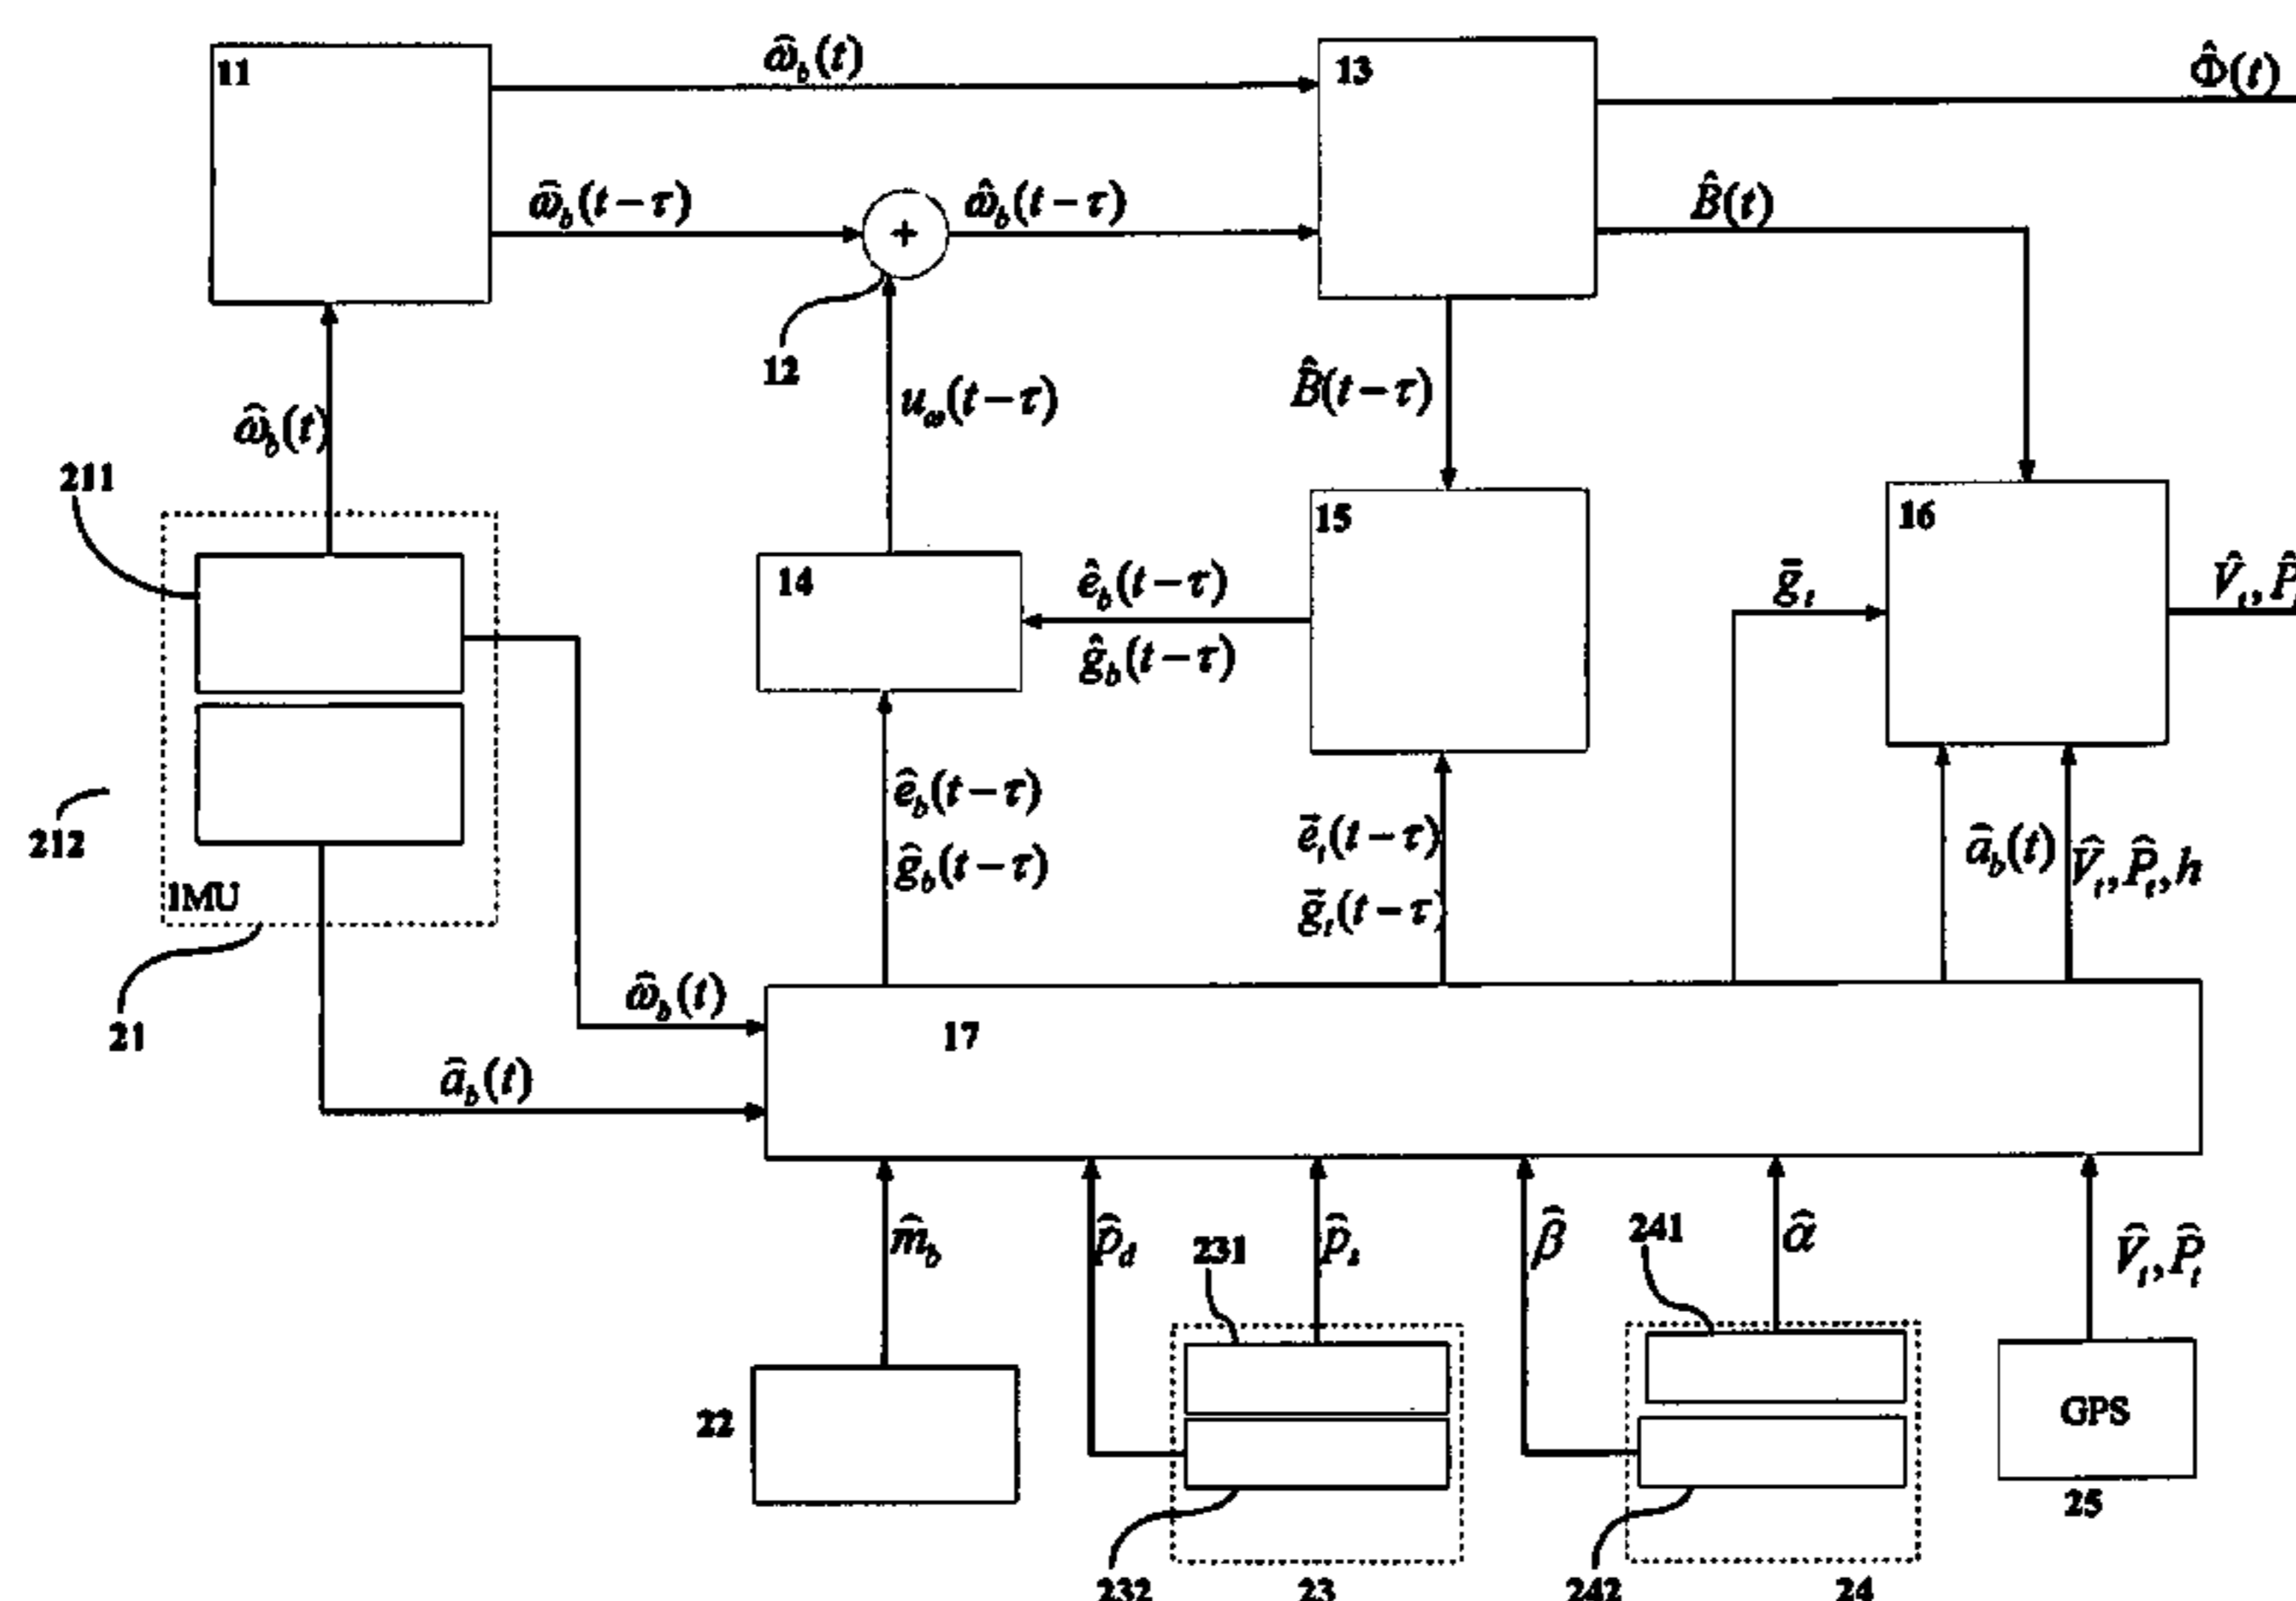 11
ω̂_b(t)
13
Φ̂(t)
ω̂_b(t−τ)
ω̂_b(t−τ)
B̂(t)
12
u_ω(t−τ)
B̂(t−τ)
ω̂_b(t)
211
14
ê_b(t−τ)
ĝ_b(t−τ)
15
16
ḡ_t
V̂_t, P̂
212
IMU
21
ê_b(t−τ)
ĝ_b(t−τ)
ē_t(t−τ)
ḡ_t(t−τ)
â_b(t)
V̂_t, P̂_t, h
ω̂_b(t)
17
â_b(t)
m̂_b
p̂_d
231
p̂_s
β̂
241
α̂
V̂_t, P̂_t
22
GPS
25
232
23
242
24